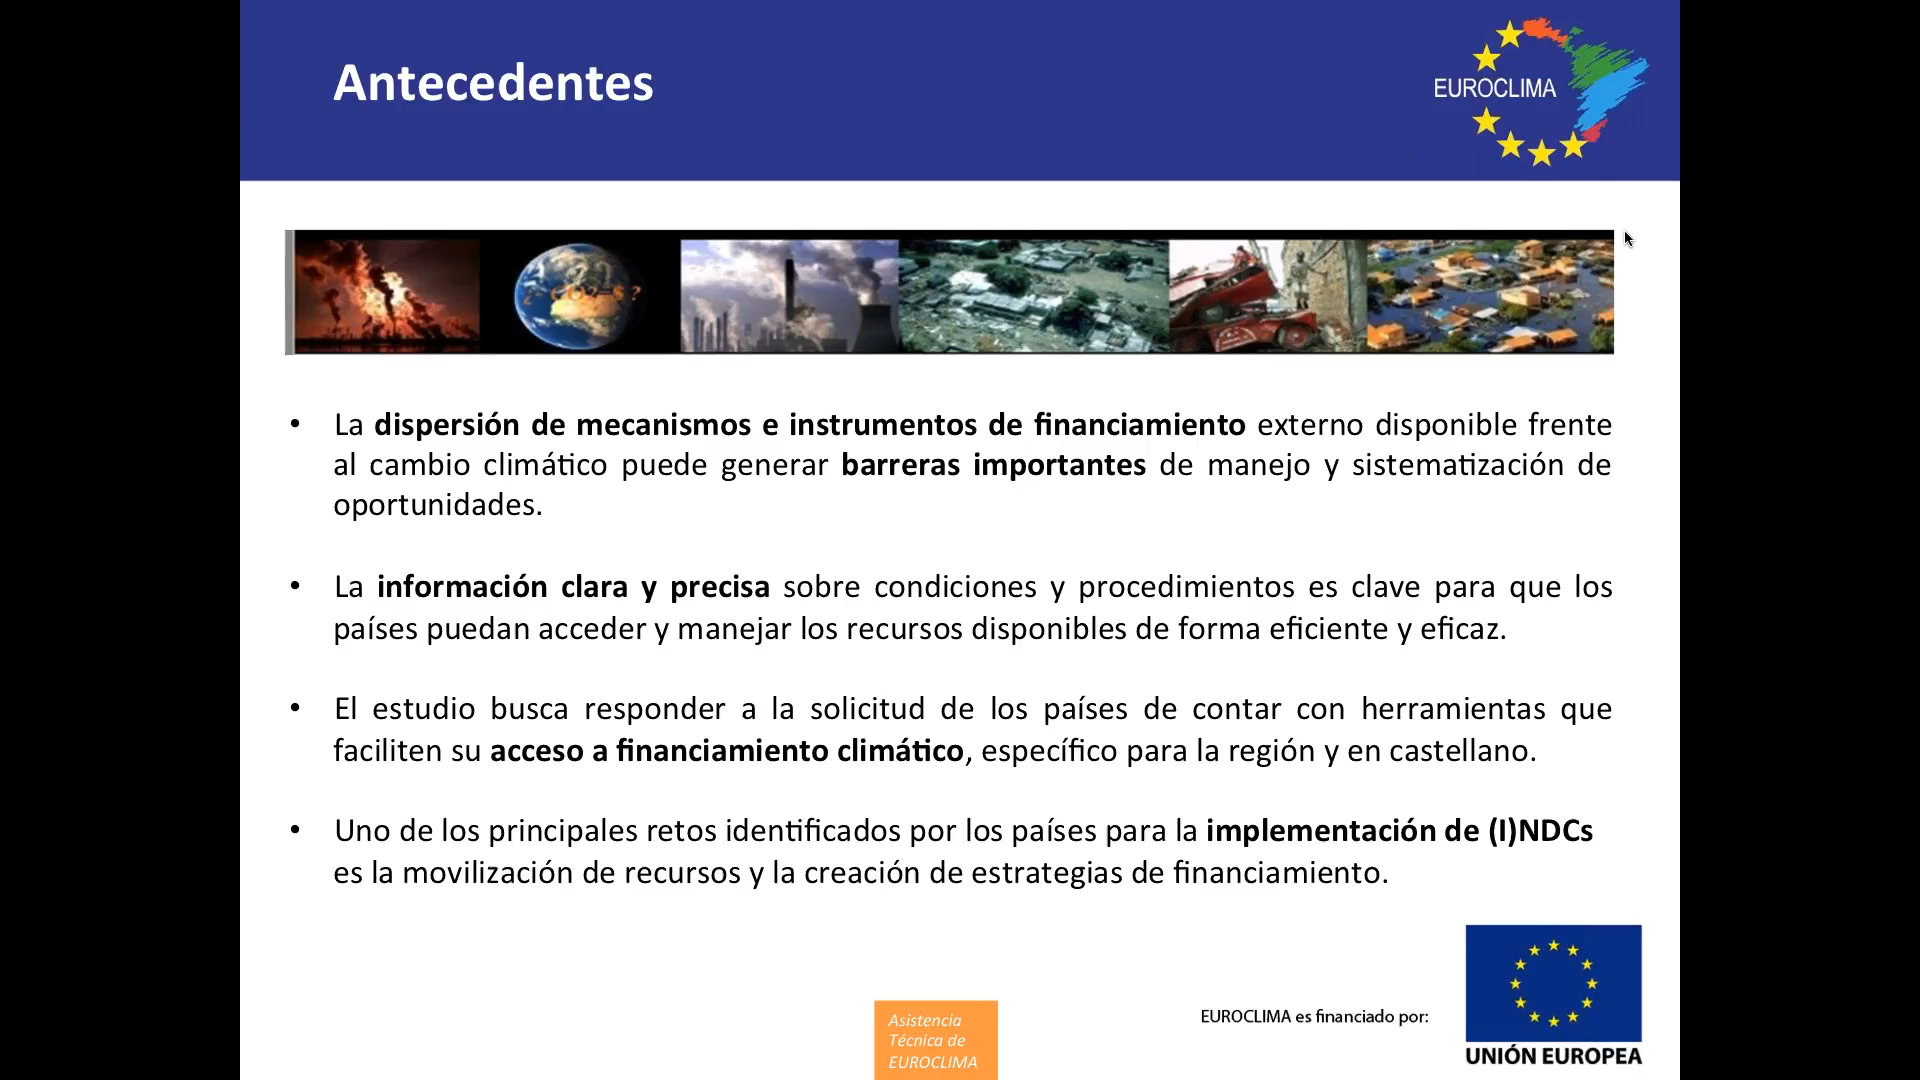 Antecedentes
EUROCLIMA
• La dispersión de mecanismos e instrumentos de financiamiento externo disponible frente
al cambio climático puede generar barreras importantes de manejo y sistematización de
oportunidades.
• La información clara y precisa sobre condiciones y procedimientos es clave para que los
países puedan acceder y manejar los recursos disponibles de forma eficiente y eficaz.
• El estudio busca responder a la solicitud de los países de contar con herramientas que
faciliten su acceso a financiamiento climático, específico para la región y en castellano.
• Uno de los principales retos identificados por los países para la implementación de (I)NDCs
es la movilización de recursos y la creación de estrategias de financiamiento.
Asistencia
Técnica de
EUROCLIMA
EUROCLIMA es financiado por:
UNIÓN EUROPEA